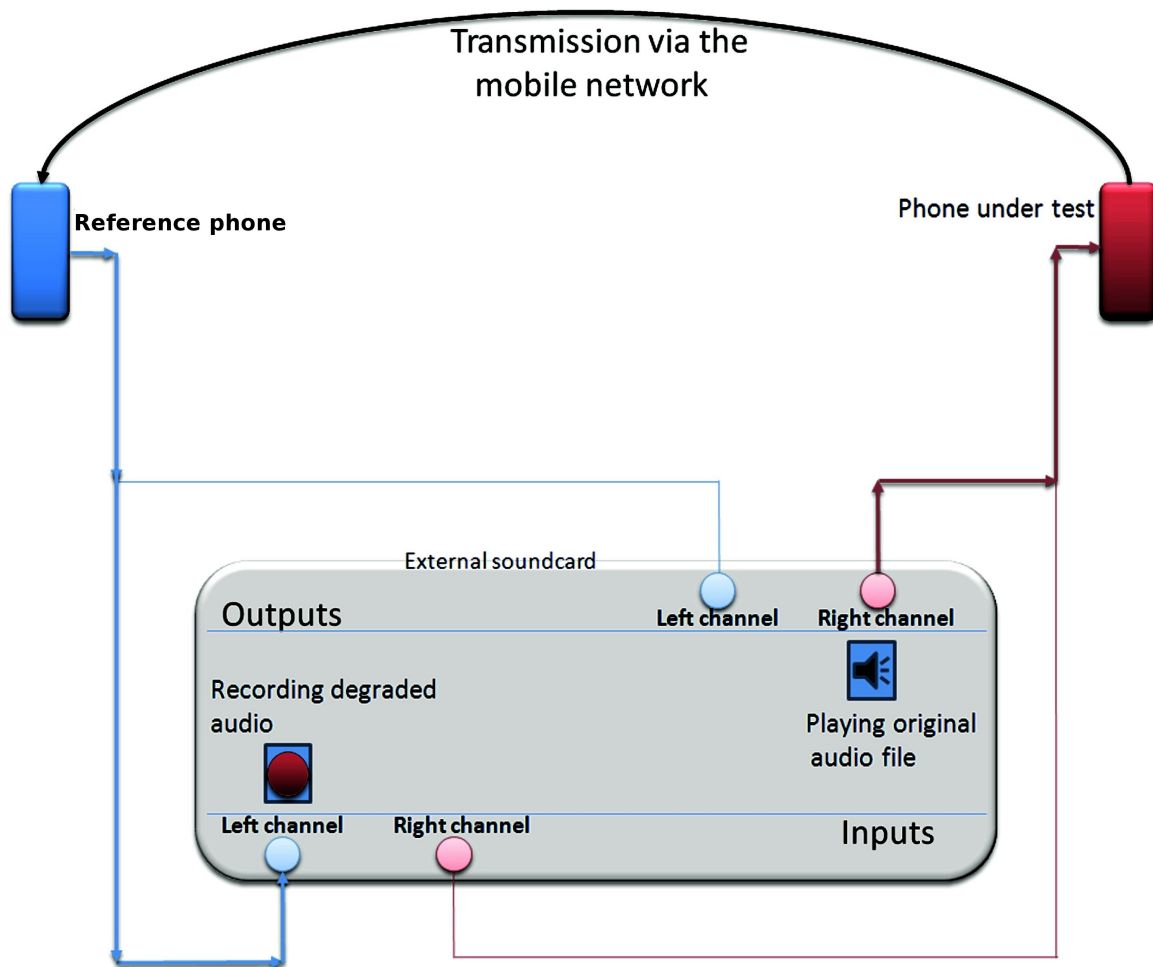 Transmission via the
mobile network
Reference phone
Phone under test
External soundcard
Outputs
Left channel
Right channel
Recording degraded
audio
Playing original
audio file
Left channel
Right channel
Inputs